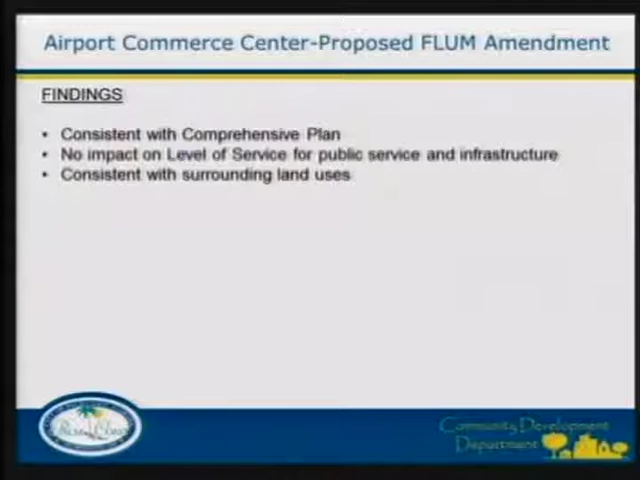 Airport Commerce Center-Proposed FLUM Amendment
FINDINGS
• Consistent with Comprehensive Plan
• No impact on Level of Service for public service and infrastructure
• Consistent with surrounding land uses
Community Development
Department